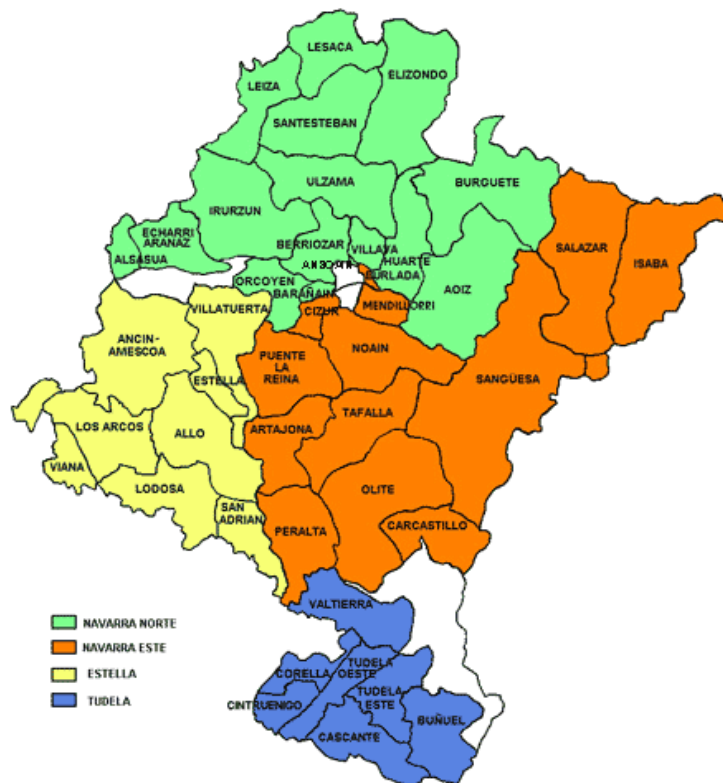 LESACA
ELIZONDO
LEIZA
SANTESTEBAN
ULZAMA
BURGUETE
IRURZUN
ECHARRI
ARANAZ
ALSASUA
BERRIOZAR
VILLAVA
HUARTE
BURLADA
ANSOAIN
ORCOYEN
BARAÑAIN
AOIZ
SALAZAR
ISABA
MENDILLORRI
CIZUR
NOAIN
VILLATUERTA
ANCIN-
AMESCOA
ESTELLA
PUENTE
LA
REINA
SANGÜESA
TAFALLA
ARTAJONA
LOS ARCOS
ALLO
VIANA
LODOSA
SAN
ADRIAN
OLITE
PERALTA
CARCASTILLO
VALTIERRA
NAVARRA NORTE
NAVARRA ESTE
ESTELLA
TUDELA
CORELLA
TUDELA
OESTE
CINTRUENIGO
TUDELA
ESTE
CASCANTE
BUÑUEL